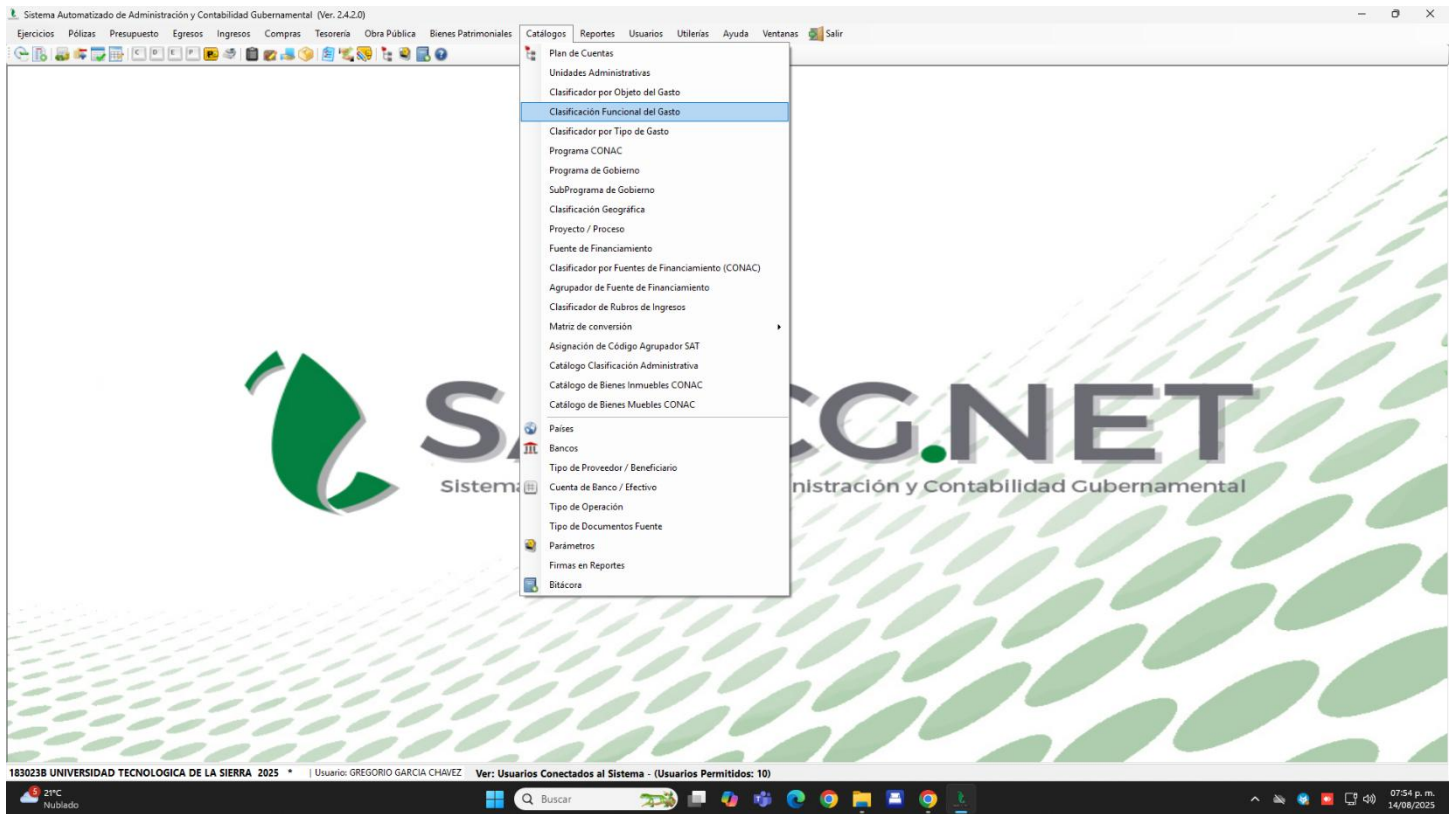 Sistema Automatizado de Administración y Contabilidad Gubernamental (Ver. 2.4.2.0)
Ejercicios Pólizas Presupuesto Egresos Ingresos Compras Tesorería Obra Pública Bienes Patrimoniales Catálogos Reportes Usuarios Utilerías Ayuda Ventanas Salir
C D E P
Plan de Cuentas
Unidades Administrativas
Clasificador por Objeto del Gasto
Clasificación Funcional del Gasto
Clasificador por Tipo de Gasto
Programa CONAC
Programa de Gobierno
SubPrograma de Gobierno
Clasificación Geográfica
Proyecto / Proceso
Fuente de Financiamiento
Clasificador por Fuentes de Financiamiento (CONAC)
Agrupador de Fuente de Financiamiento
Clasificador de Rubros de Ingresos
Matriz de conversión
Asignación de Código Agrupador SAT
Catálogo Clasificación Administrativa
Catálogo de Bienes Inmuebles CONAC
Catálogo de Bienes Muebles CONAC
Países
Bancos
Tipo de Proveedor / Beneficiario
Cuenta de Banco / Efectivo
Tipo de Operación
Tipo de Documentos Fuente
Parámetros
Firmas en Reportes
Bitácora
S CG.NET
Sistema nistración y Contabilidad Gubernamental
183023B UNIVERSIDAD TECNOLOGICA DE LA SIERRA 2025 * | Usuario: GREGORIO GARCIA CHAVEZ Ver: Usuarios Conectados al Sistema - (Usuarios Permitidos: 10)
5 21°C
Nublado
Buscar
07:54 p. m.
14/08/2025